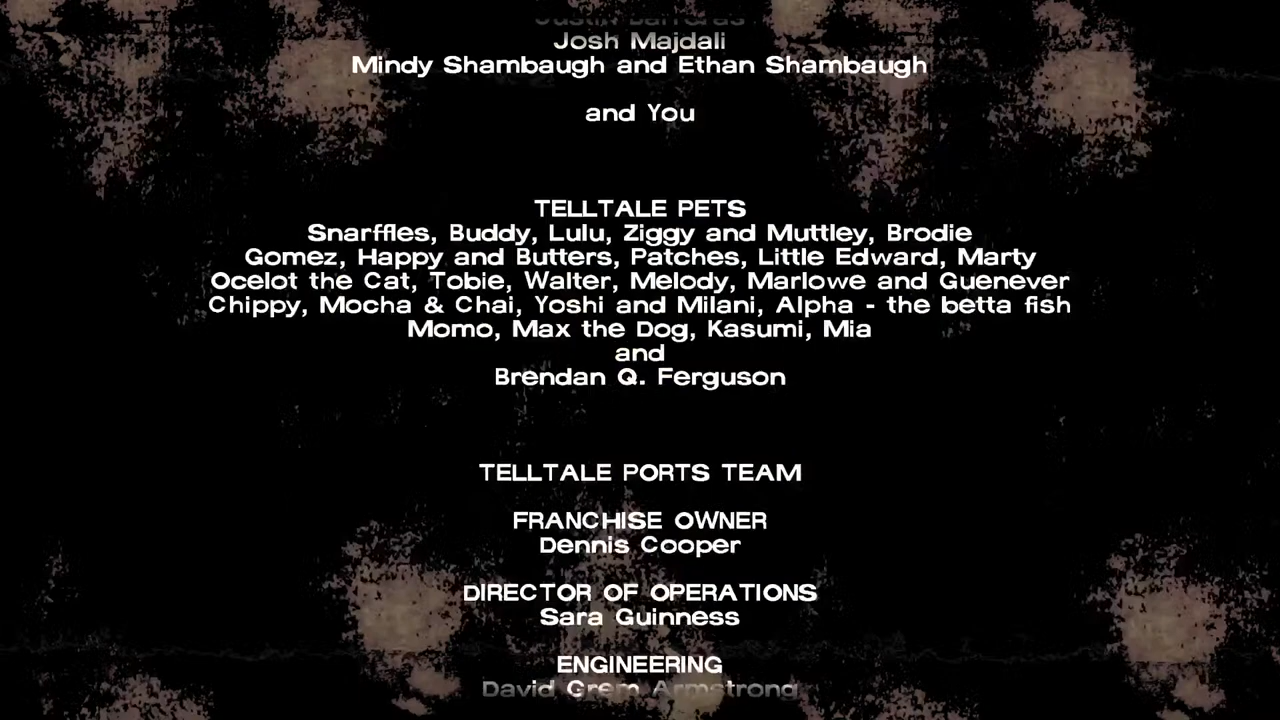 Josh Majdali
Mindy Shambaugh and Ethan Shambaugh
and You
TELLTALE PETS
Snarffles, Buddy, Lulu, Ziggy and Muttley, Brodie
Gomez, Happy and Butters, Patches, Little Edward, Marty
Ocelot the Cat, Tobie, Walter, Melody, Marlowe and Guenever
Chippy, Mocha & Chai, Yoshi and Milani, Alpha - the betta fish
Momo, Max the Dog, Kasumi, Mia
and
Brendan Q. Ferguson
TELLTALE PORTS TEAM
FRANCHISE OWNER
Dennis Cooper
DIRECTOR OF OPERATIONS
Sara Guinness
ENGINEERING
David Grem Armstrong